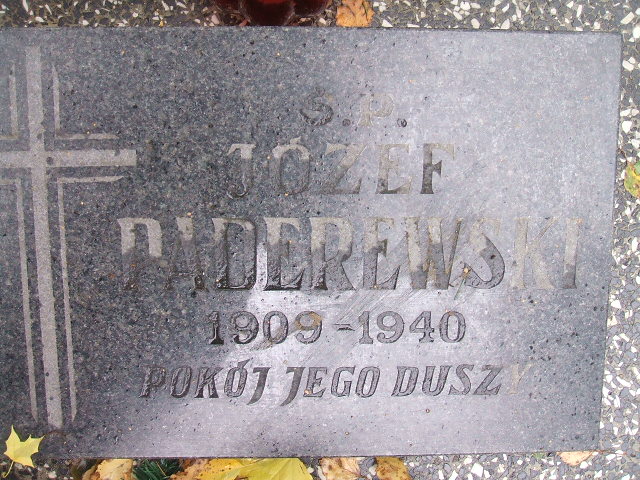 Ś.P.
JÓZEF
PADEREWSKI
1909-1940
POKÓJ JEGO DUSZY